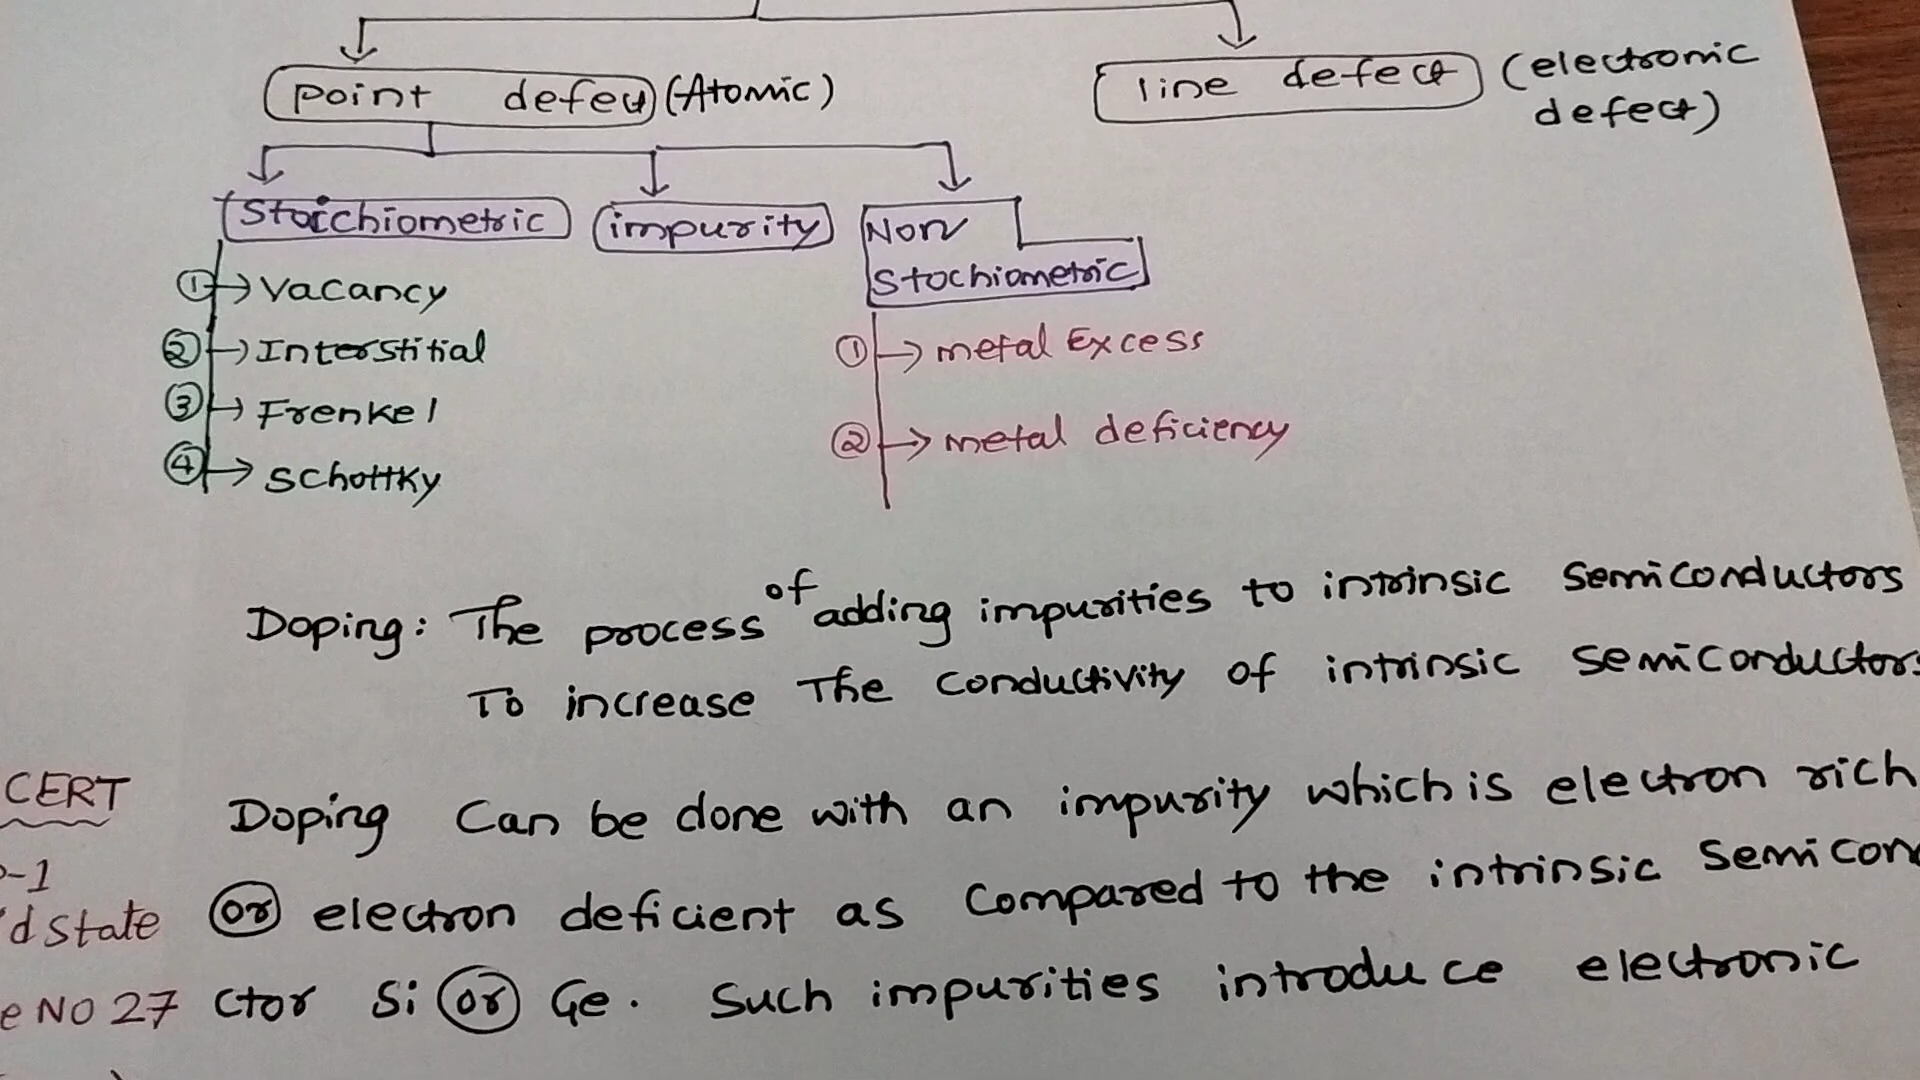 Point defect (Atomic)
line defect (electronic
defect)
Stoichiometric
impurity
Non
Stochiometric
① → Vacancy
② → Interstitial
③ → Frenkel
④ → Schottky
① → metal Excess
② → metal deficiency
Doping: The process of adding impurities to intrinsic semiconductors
To increase The conductivity of intrinsic semiconductors
CERT
Doping Can be done with an impurity which is electron rich
-1
or electron deficient as Compared to the intrinsic Semicon
d state
ctor Si or Ge. Such impurities introduce electronic
e NO 27